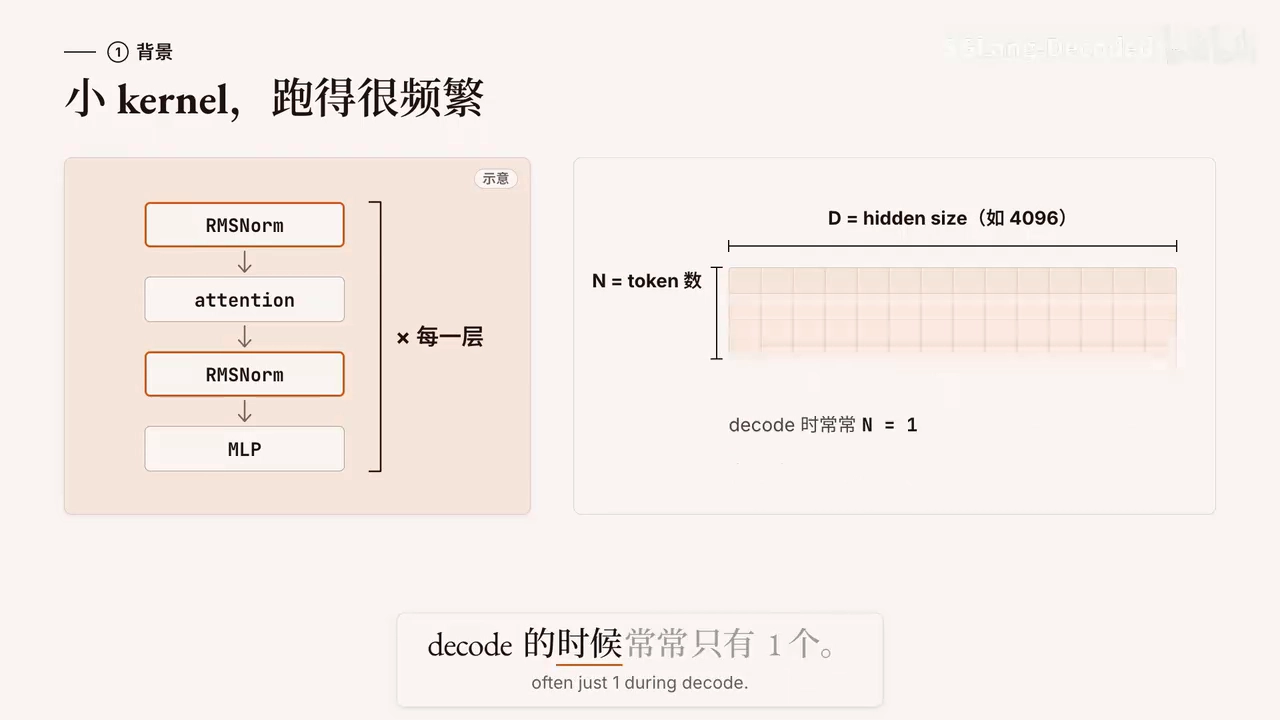 ① 背景
小 kernel，跑得很频繁
示意
RMSNorm
attention
RMSNorm
MLP
× 每一层
D = hidden size（如 4096）
N = token 数
decode 时常常 N = 1
decode 的时候常常只有 1 个。
often just 1 during decode.